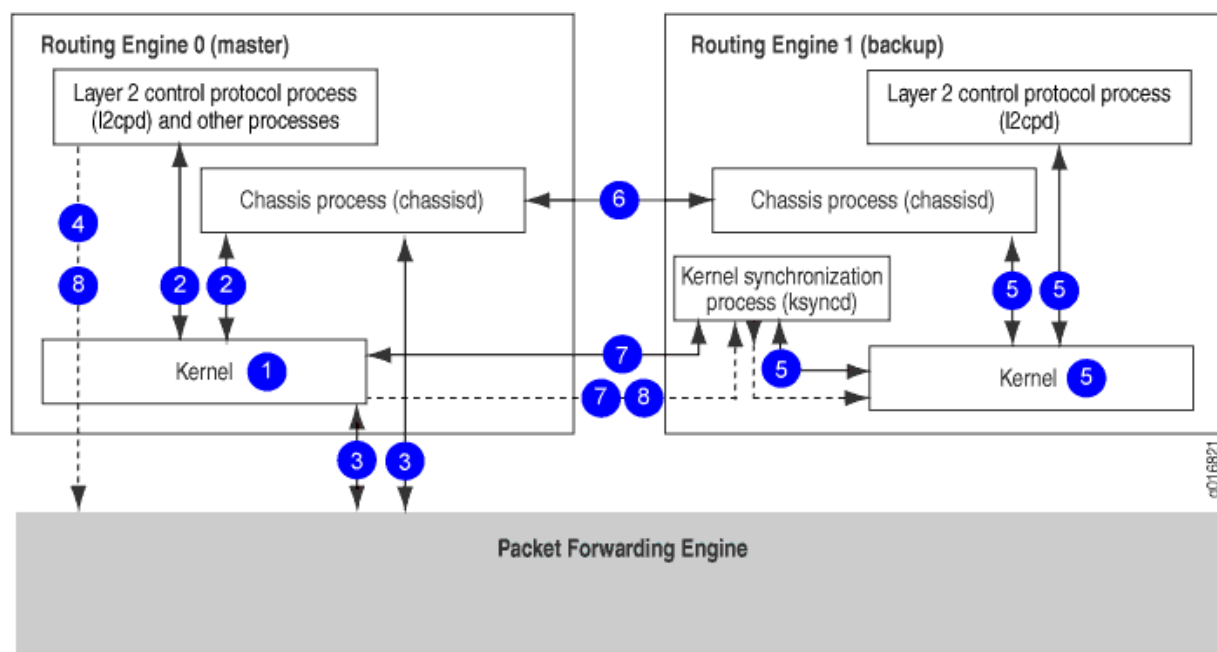 Routing Engine 0 (master)
Routing Engine 1 (backup)
Layer 2 control protocol process
(l2cpd) and other processes
Layer 2 control protocol process
(l2cpd)
Chassis process (chassisd)
6
Chassis process (chassisd)
4
8
2
2
Kernel synchronization
process (ksyncd)
5
5
Kernel 1
7
5
Kernel 5
7
8
3
3
g016821
Packet Forwarding Engine